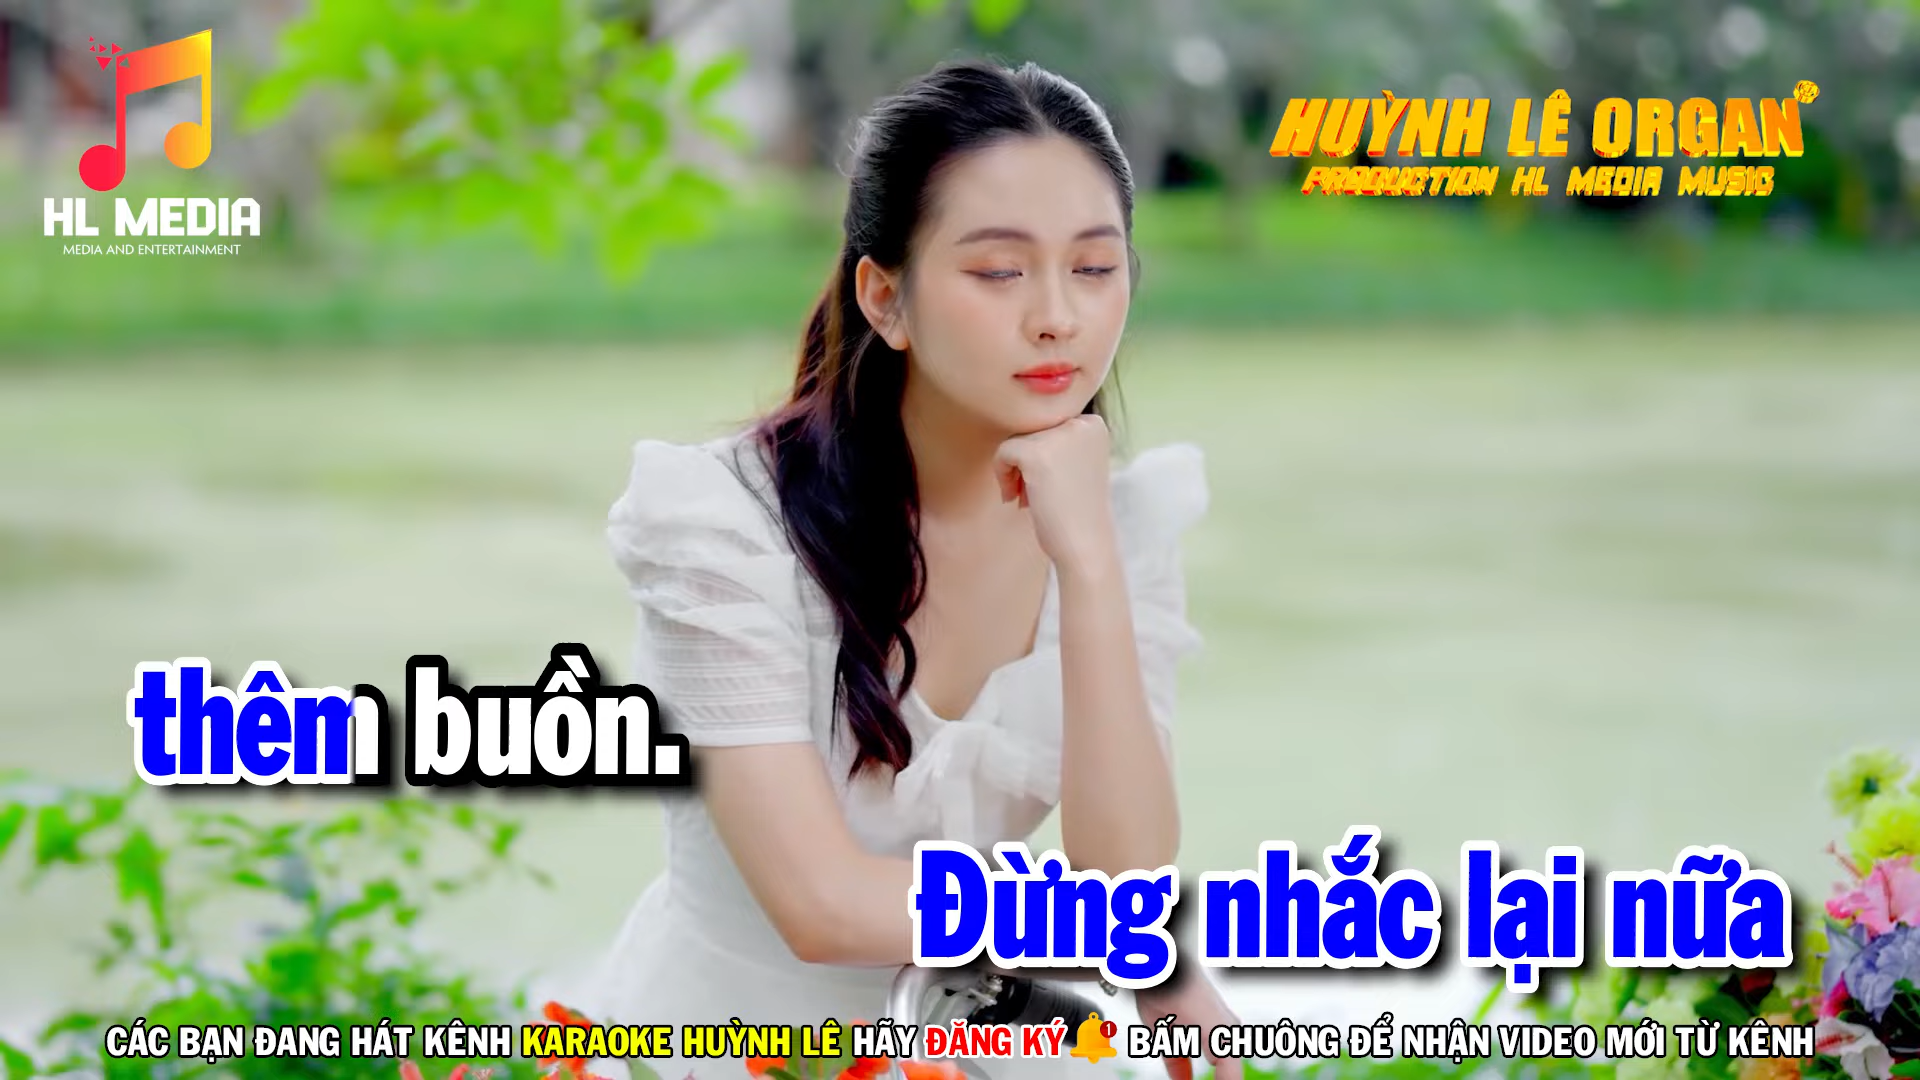 HL MEDIA
MEDIA AND ENTERTAINMENT
HUỲNH LÊ ORGAN
PRODUCTION HL MEDIA MUSIC
thêm buồn.
Đừng nhắc lại nữa
CÁC BẠN ĐANG HÁT KÊNH KARAOKE HUỲNH LÊ HÃY ĐĂNG KÝ 1 BẤM CHUÔNG ĐỂ NHẬN VIDEO MỚI TỪ KÊNH